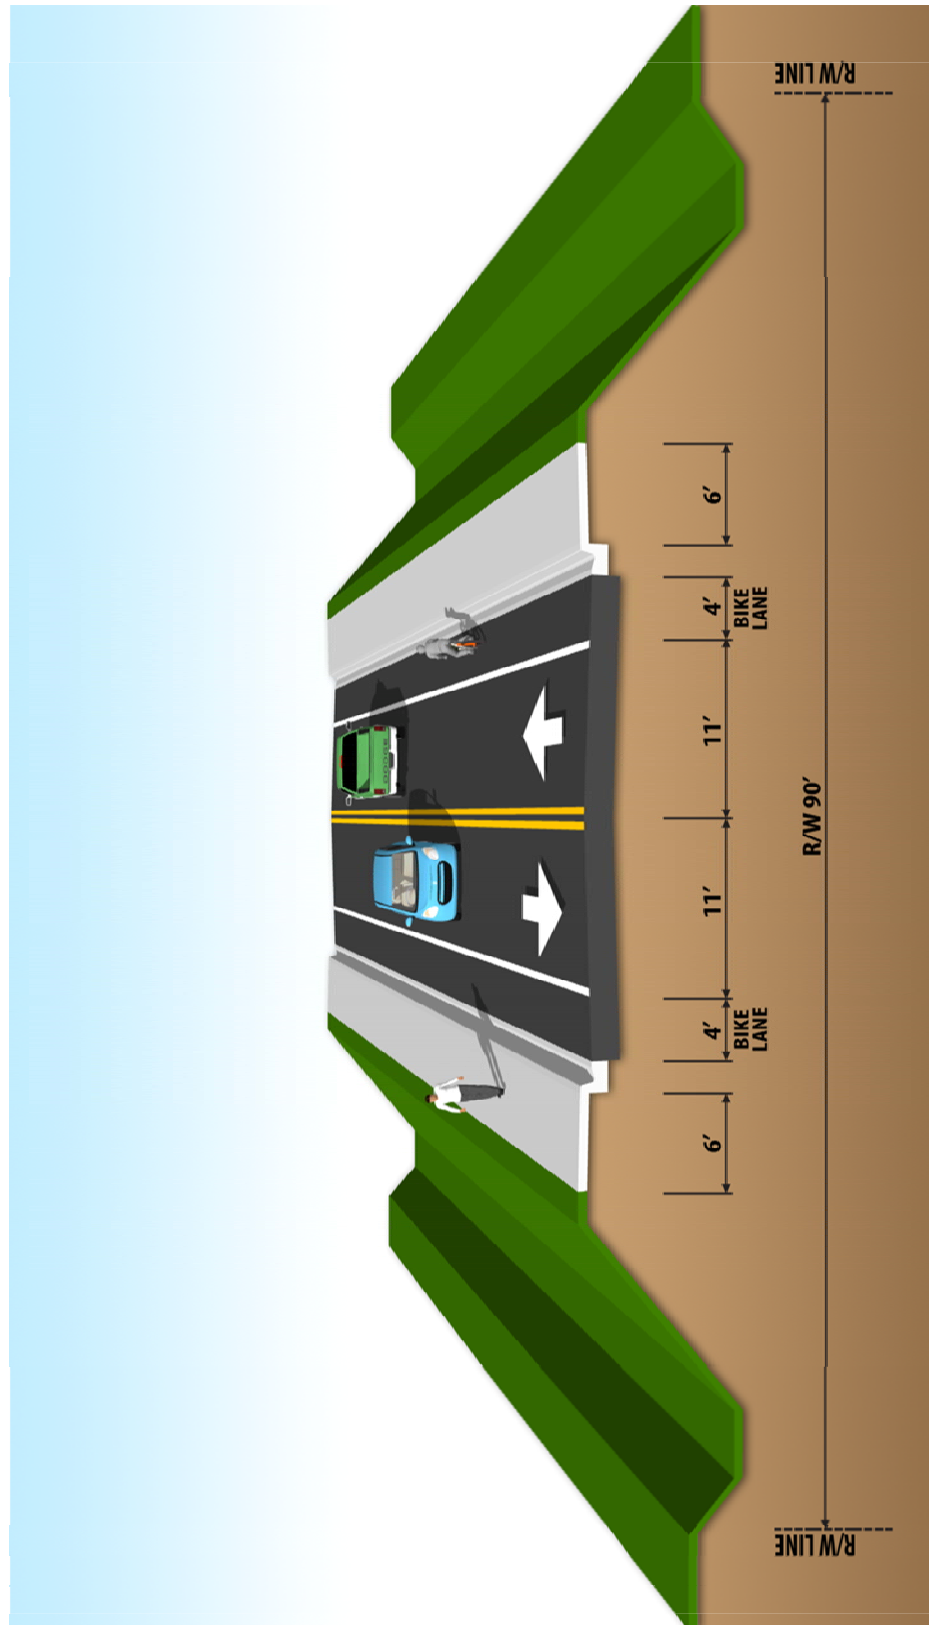 6'
4'
BIKE
LANE
11'
11'
4'
BIKE
LANE
6'
R/W LINE
R/W 90'
R/W LINE